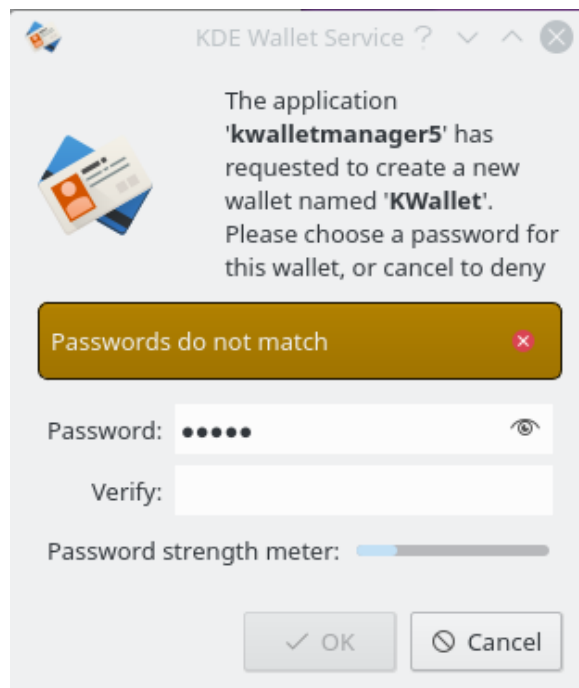 KDE Wallet Service
The application
'kwalletmanager5' has
requested to create a new
wallet named 'KWallet'.
Please choose a password for
this wallet, or cancel to deny
Passwords do not match
Password: •••••
Verify:
Password strength meter:
OK
Cancel